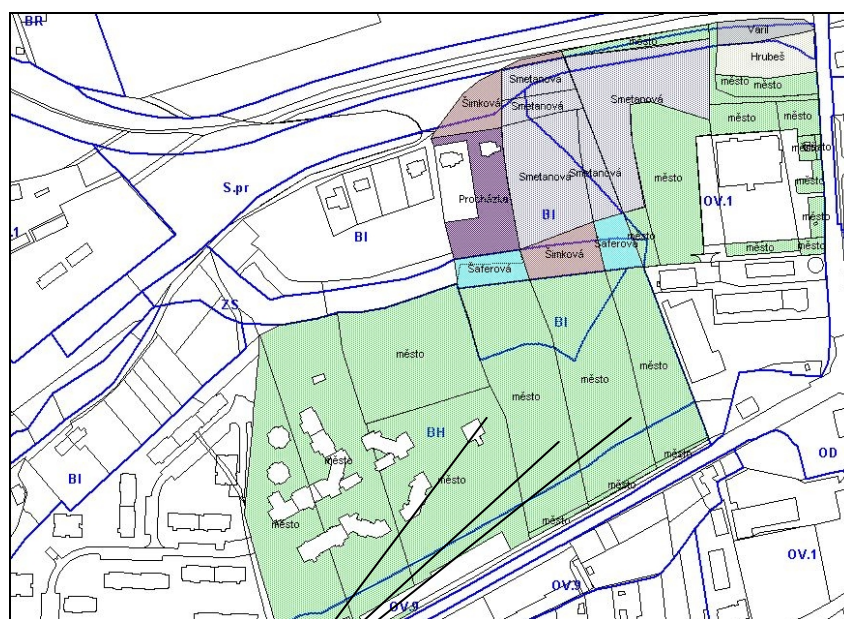 BR
město
Vařil
Hrubeš
město
město
Smetanová
Smetanová
Šimková
Smetanová
město
město
S.pr
Smetanová
Smetanová
město
OV.1
Procházka
BI
BI
město
město
město
Šaferová
Šimková
Šaferová
ZS
BI
město
město
město
město
BH
město
město
město
město
město
město
město
BI
OD
OV.1
OV.9
OV.9